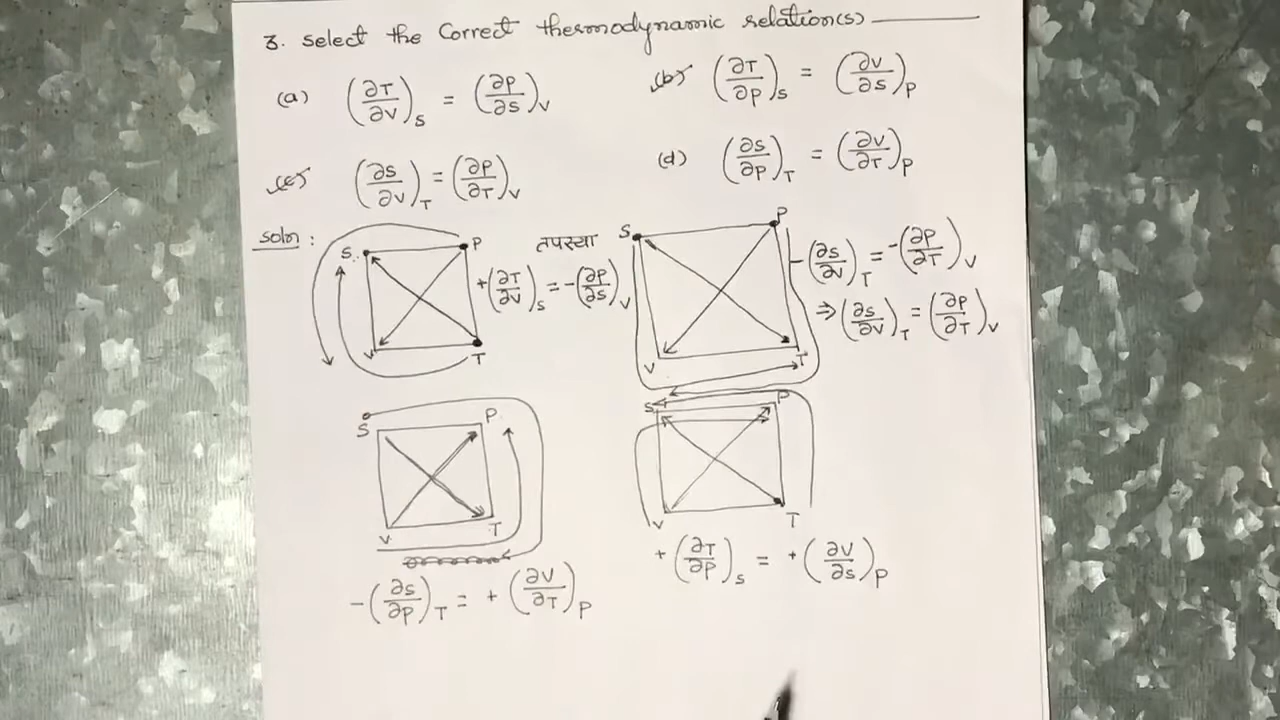 3. Select the Correct thermodynamic relation(s) ________
(a) (∂T/∂V)_S = (∂P/∂S)_V
(b) (∂T/∂P)_S = (∂V/∂S)_P
(c) (∂S/∂V)_T = (∂P/∂T)_V
(d) (∂S/∂P)_T = (∂V/∂T)_P
Soln :
S P
V T
तपस्या
+(∂T/∂V)_S = -(∂P/∂S)_V
S P
V T
-(∂S/∂V)_T = -(∂P/∂T)_V
⇒ (∂S/∂V)_T = (∂P/∂T)_V
S P
V T
-(∂S/∂P)_T = +(∂V/∂T)_P
S P
V T
+(∂T/∂P)_S = +(∂V/∂S)_P